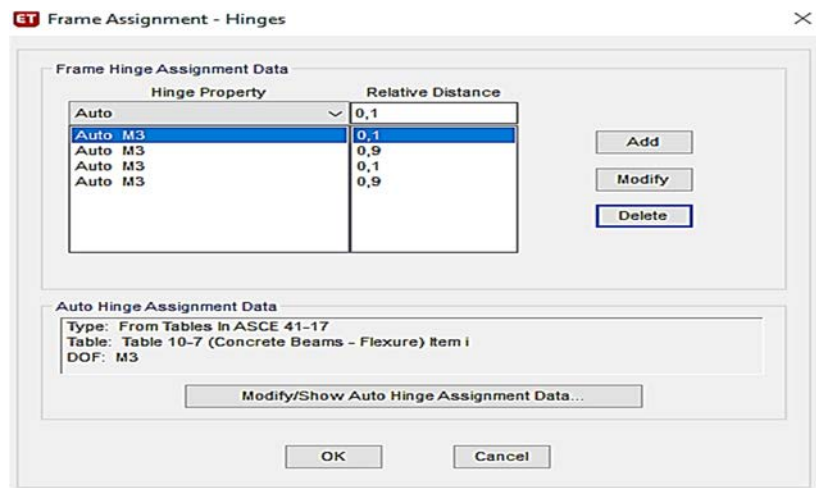 ET Frame Assignment - Hinges
Frame Hinge Assignment Data
Hinge Property Relative Distance
Auto 0,1
Auto M3 0,1
Auto M3 0,9
Auto M3 0,1
Auto M3 0,9
Add
Modify
Delete
Auto Hinge Assignment Data
Type: From Tables In ASCE 41-17
Table: Table 10-7 (Concrete Beams - Flexure) Item i
DOF: M3
Modify/Show Auto Hinge Assignment Data...
OK Cancel